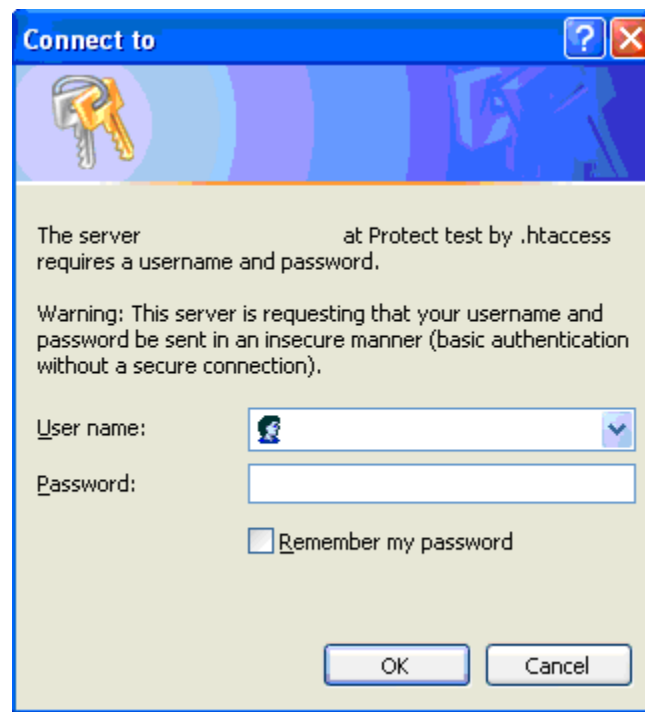 Connect to
The server at Protect test by .htaccess
requires a username and password.
Warning: This server is requesting that your username and
password be sent in an insecure manner (basic authentication
without a secure connection).
User name:
Password:
Remember my password
OK Cancel